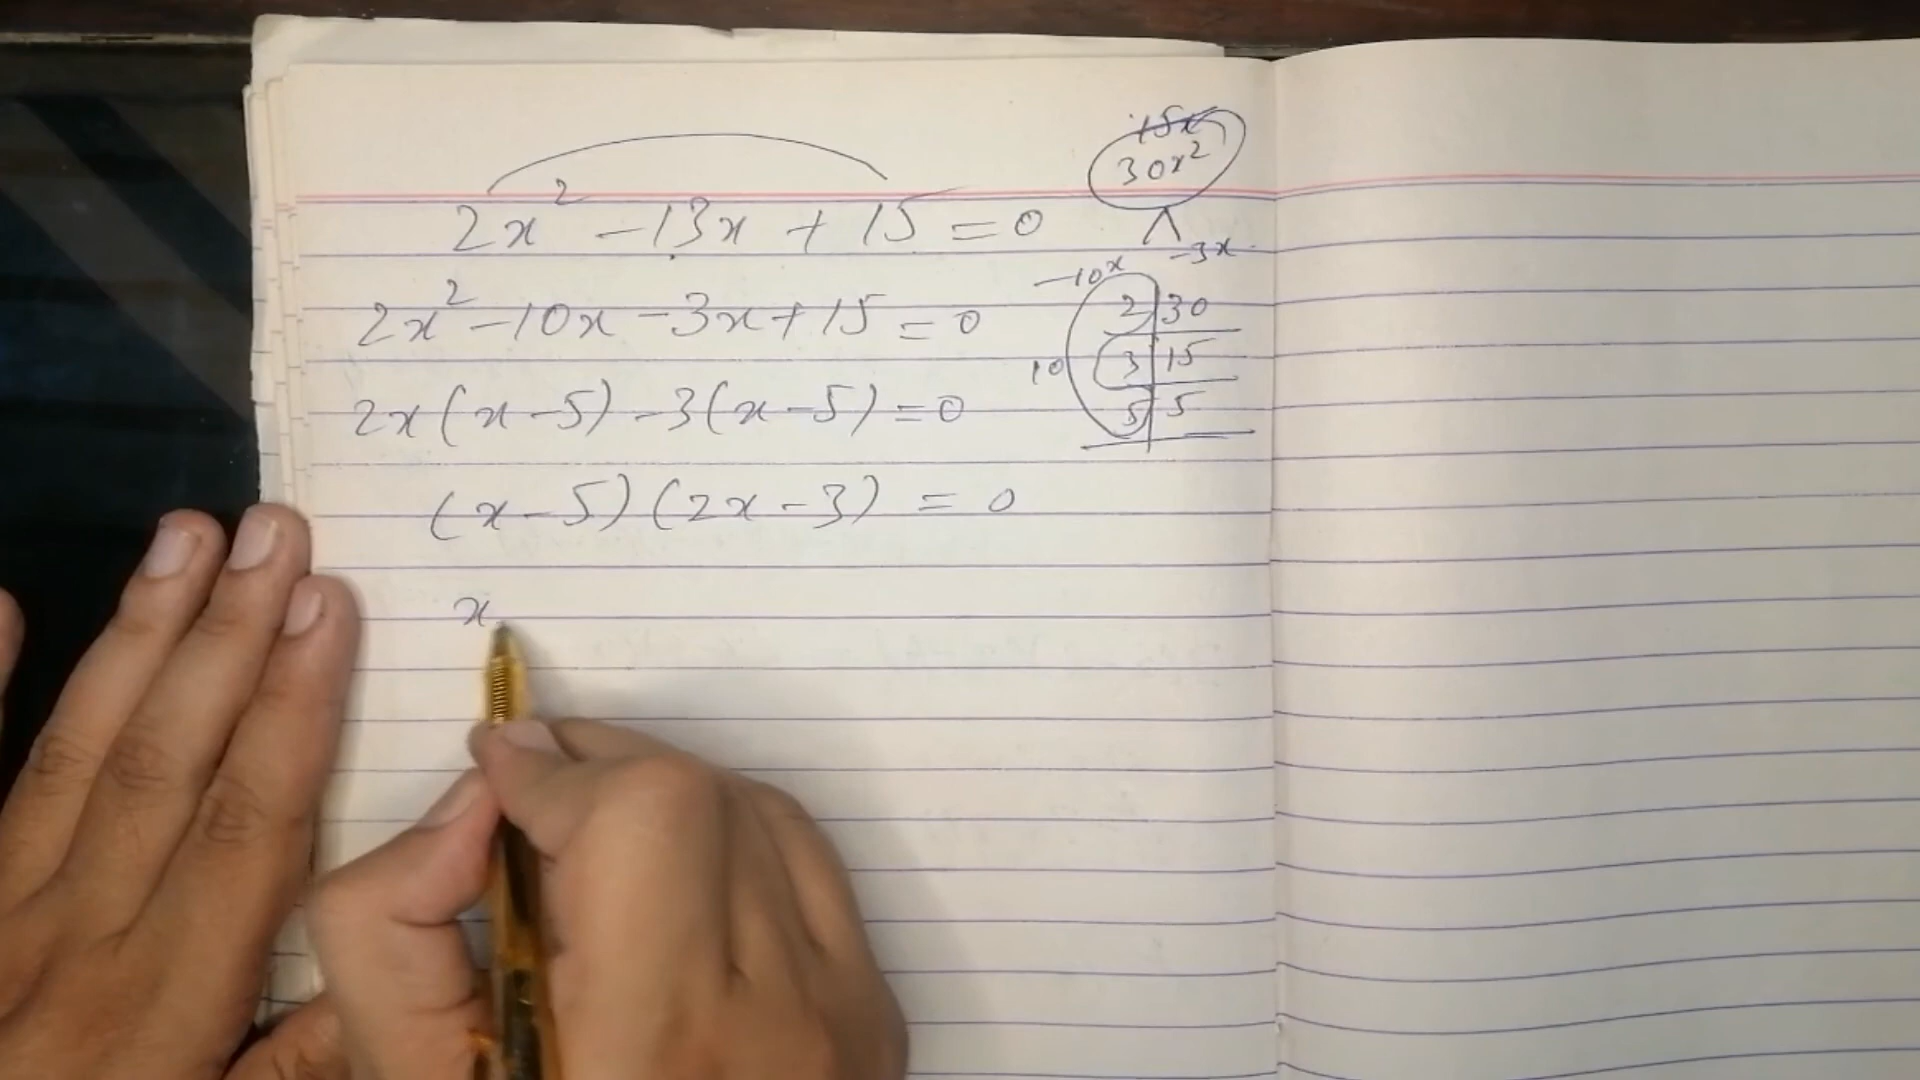 2x² - 13x + 15 = 0
2x² - 10x - 3x + 15 = 0
2x(x - 5) - 3(x - 5) = 0
(x - 5)(2x - 3) = 0
x
15x
30x²
-10x -3x
2 | 30
10 3 | 15
5 | 5